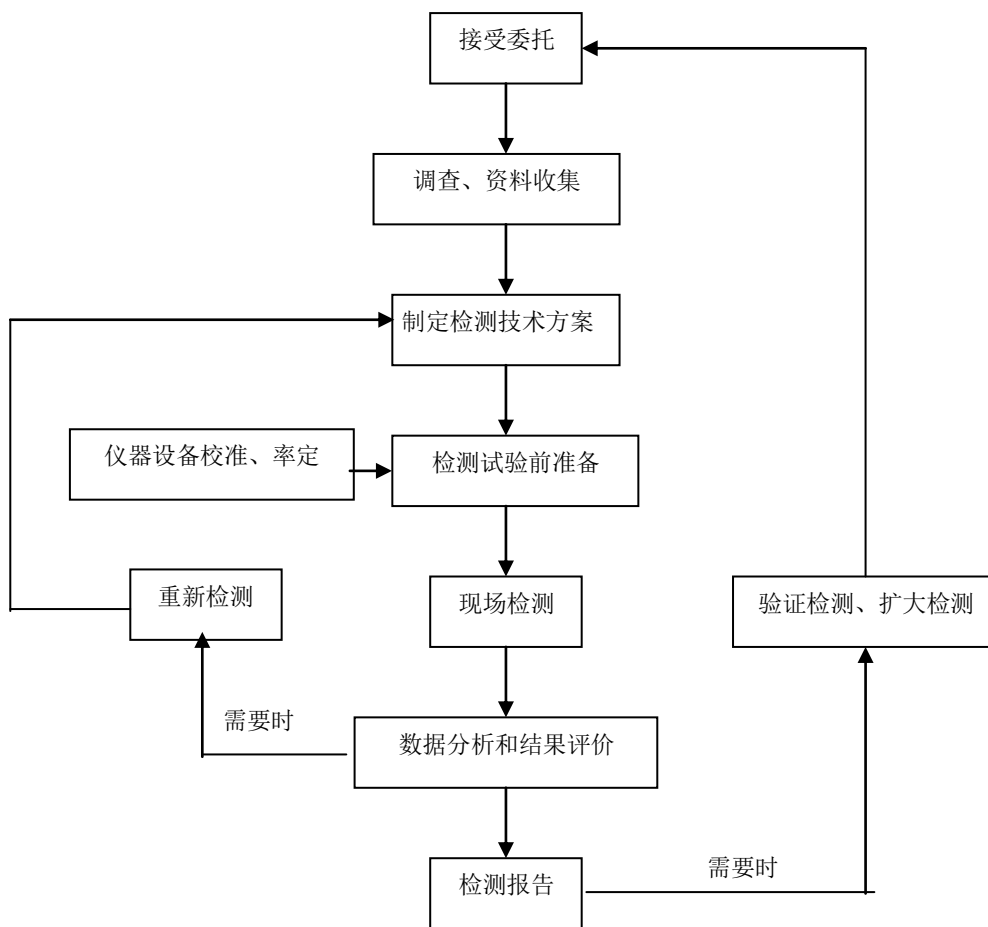 接受委托
调查、资料收集
制定检测技术方案
仪器设备校准、率定
检测试验前准备
重新检测
现场检测
验证检测、扩大检测
需要时
数据分析和结果评价
需要时
检测报告